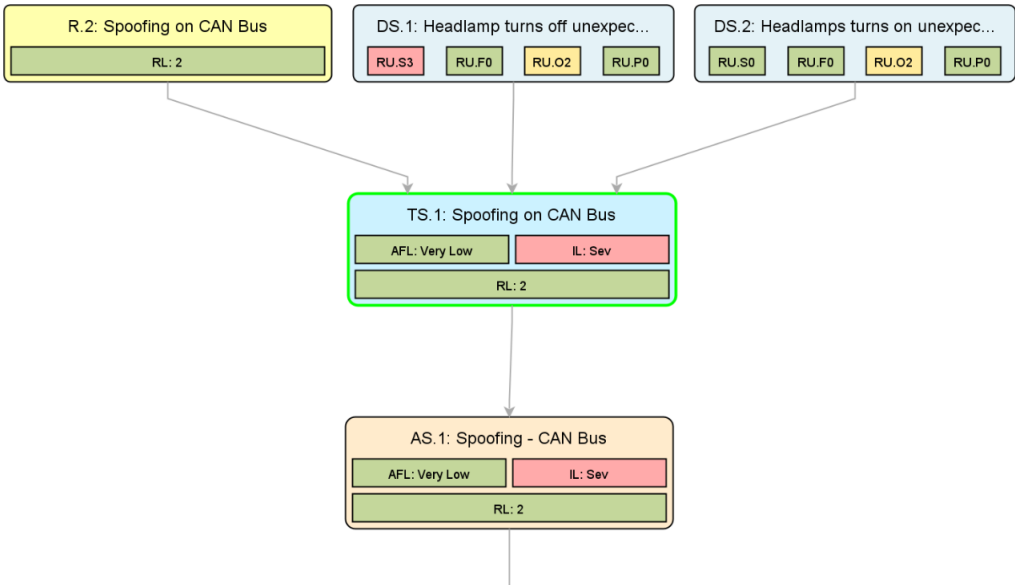 R.2: Spoofing on CAN Bus
RL: 2
DS.1: Headlamp turns off unexpec...
RU.S3 RU.F0 RU.O2 RU.P0
DS.2: Headlamps turns on unexpec...
RU.S0 RU.F0 RU.O2 RU.P0
TS.1: Spoofing on CAN Bus
AFL: Very Low IL: Sev
RL: 2
AS.1: Spoofing - CAN Bus
AFL: Very Low IL: Sev
RL: 2